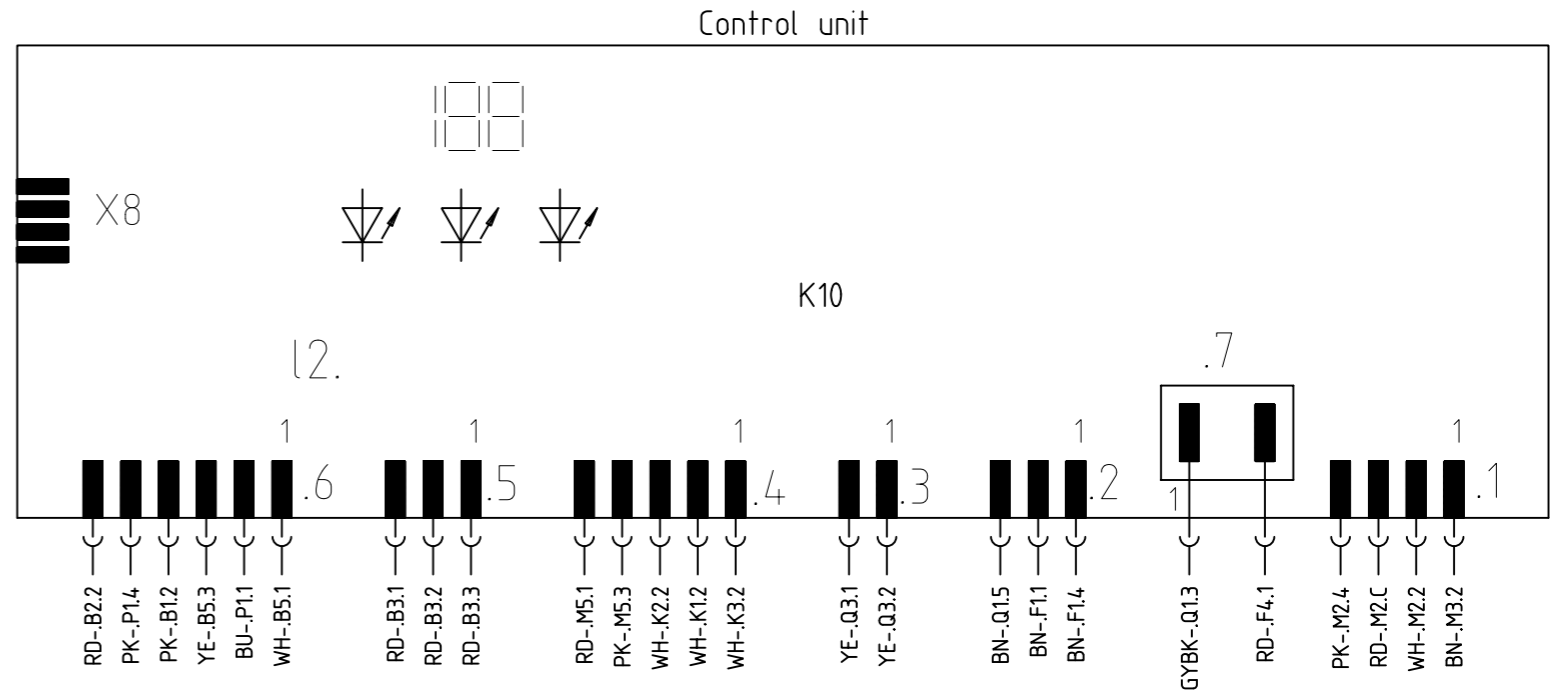 Control unit
188
X8
K10
l2.
.7
1
1
1
1
1
1
.6
.5
.4
.3
.2
1
.1
RD-.B2.2
PK-.P1.4
PK-.B1.2
YE-.B5.3
BU-.P1.1
WH-.B5.1
RD-.B3.1
RD-.B3.2
RD-.B3.3
RD-.M5.1
PK-.M5.3
WH-.K2.2
WH-.K1.2
WH-.K3.2
YE-.Q3.1
YE-.Q3.2
BN-.Q1.5
BN-.F1.1
BN-.F1.4
GYBK-.Q1.3
RD-.F4.1
PK-.M2.4
RD-.M2.C
WH-.M2.2
BN-.M3.2